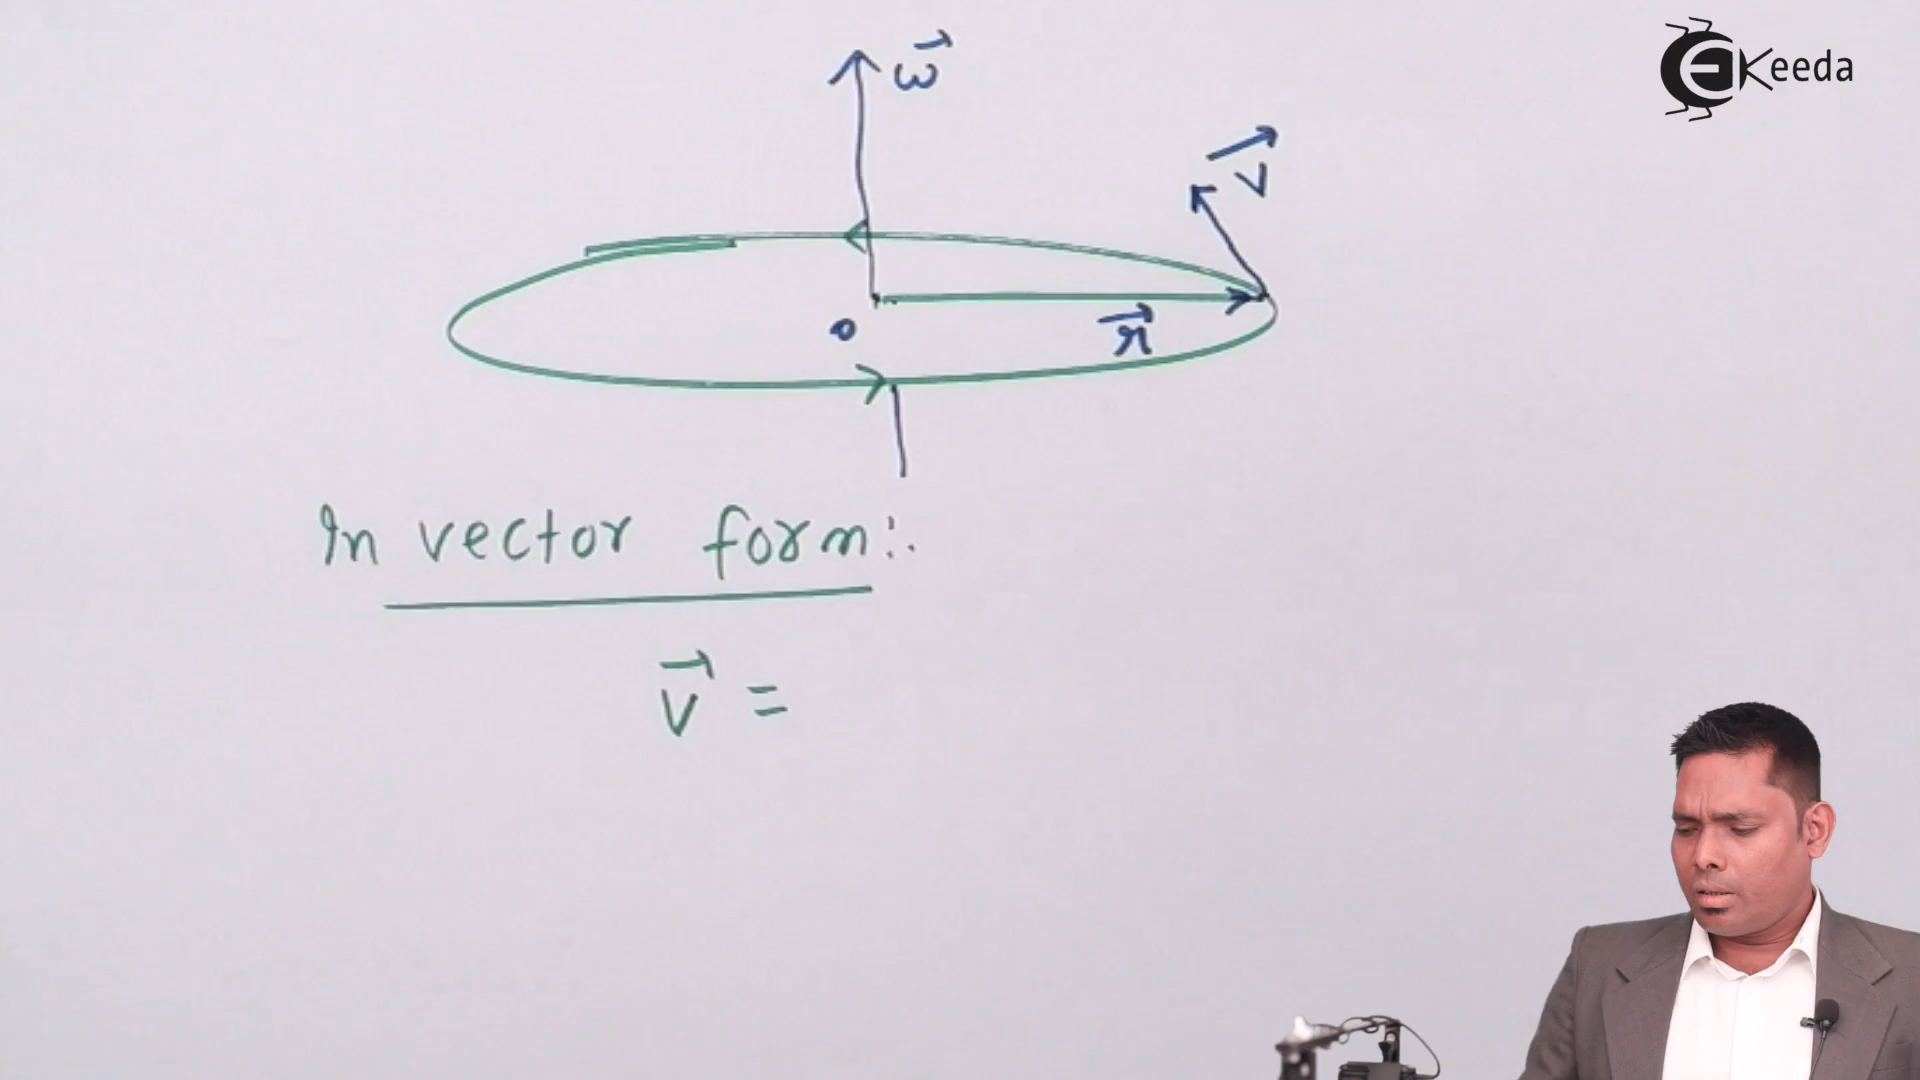 Ekeeda
ω⃗
v⃗
o
r⃗
In vector form:
v⃗ =